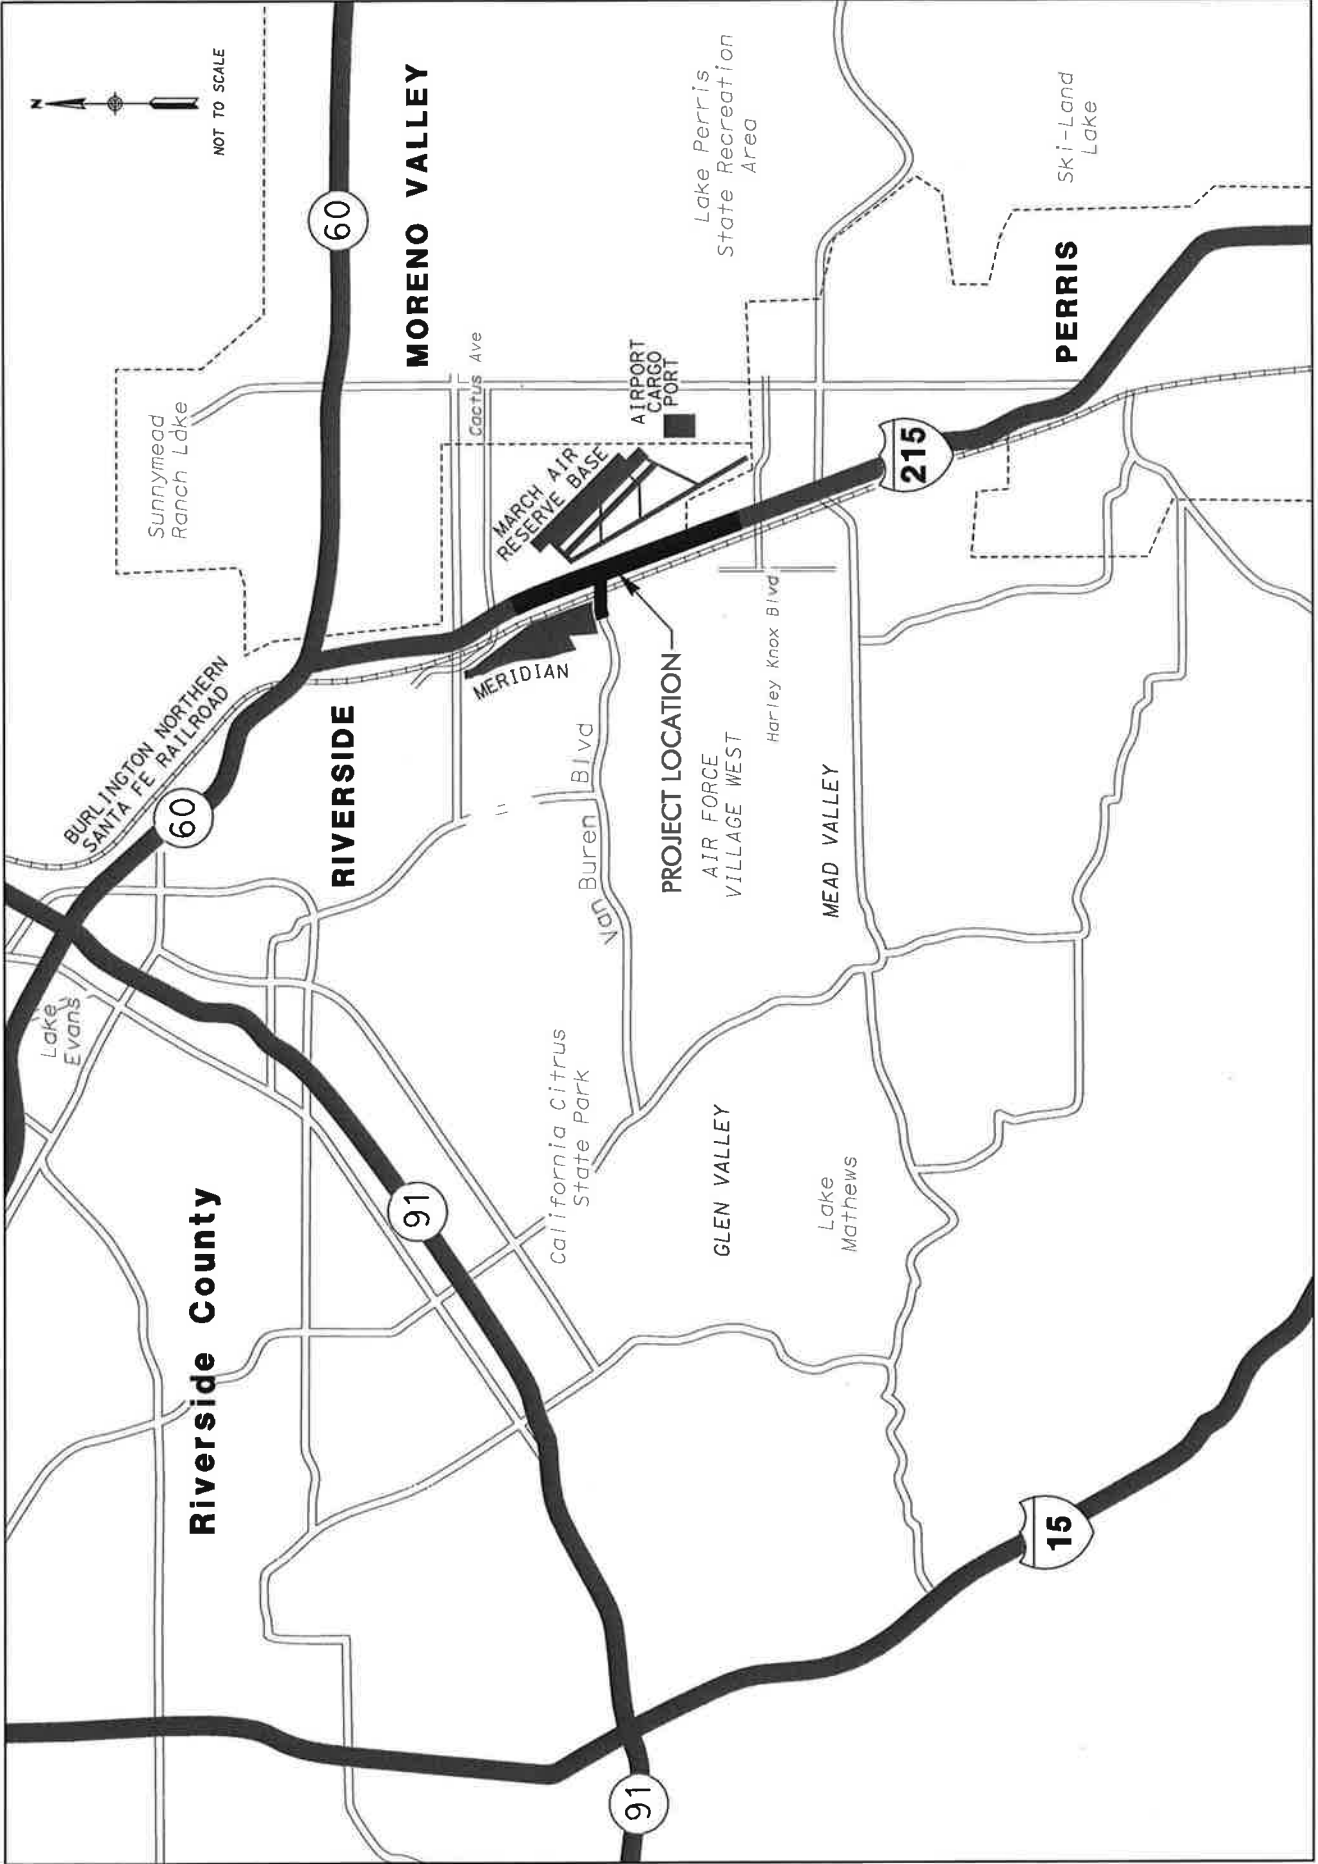 N
NOT TO SCALE
Sunnymead
Ranch Lake
BURLINGTON NORTHERN
SANTA FE RAILROAD
60
60
MORENO VALLEY
RIVERSIDE
Riverside County
Lake
Evans
Cactus Ave
MARCH AIR
RESERVE BASE
AIRPORT
CARGO
PORT
MERIDIAN
Van Buren Blvd
PROJECT LOCATION
AIR FORCE
VILLAGE WEST
Harley Knox Blvd
MEAD VALLEY
Lake Perris
State Recreation
Area
Ski-Land
Lake
PERRIS
215
California Citrus
State Park
GLEN VALLEY
Lake
Mathews
91
91
15